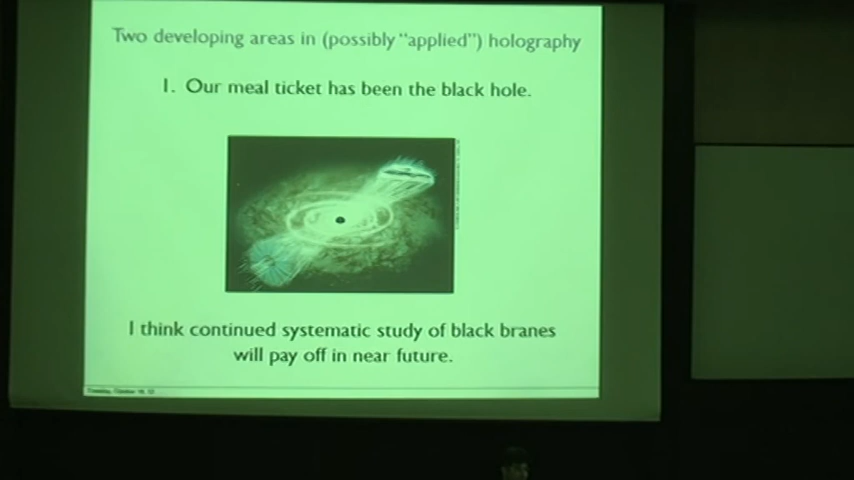 Two developing areas in (possibly "applied") holography
1. Our meal ticket has been the black hole.
I think continued systematic study of black branes
will pay off in near future.